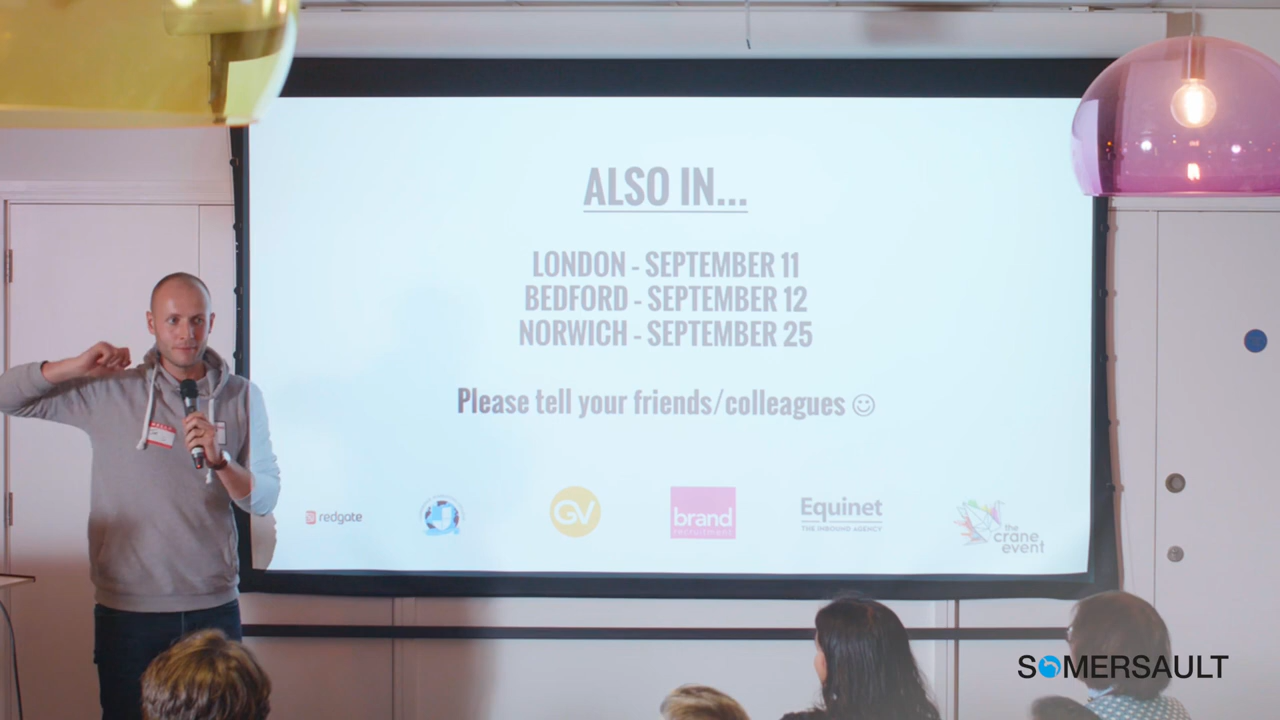 ALSO IN...
LONDON - SEPTEMBER 11
BEDFORD - SEPTEMBER 12
NORWICH - SEPTEMBER 25
Please tell your friends/colleagues ☺
redgate
GV
brand
recruitment
Equinet
THE INBOUND AGENCY
the
crane
event
SOMERSAULT